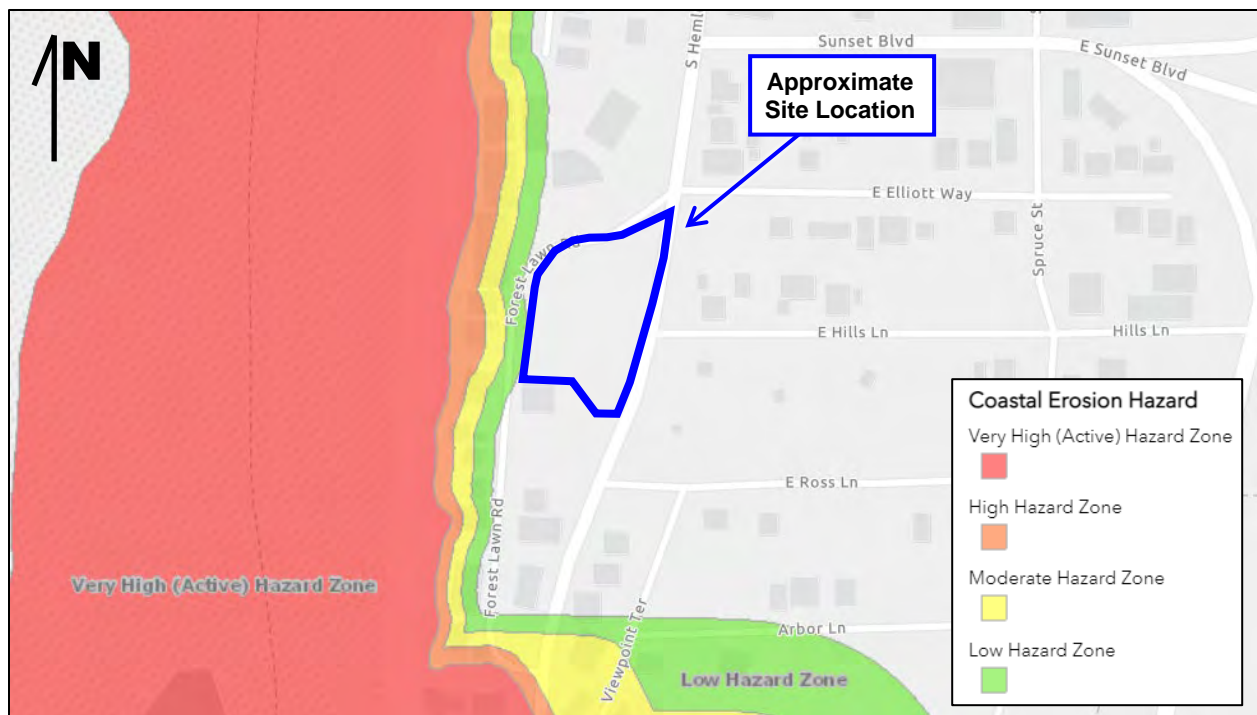 N
S Heml
S
Sunset Blvd
E Sunset Blvd
Approximate
Site Location
E Elliott Way
Forest Lawn Rd
Spruce St
E Hills Ln
Hills Ln
E Ross Ln
Forest Lawn Rd
Very High (Active) Hazard Zone
Viewpoint Ter
Arbor Ln
Low Hazard Zone
Coastal Erosion Hazard
Very High (Active) Hazard Zone
High Hazard Zone
Moderate Hazard Zone
Low Hazard Zone